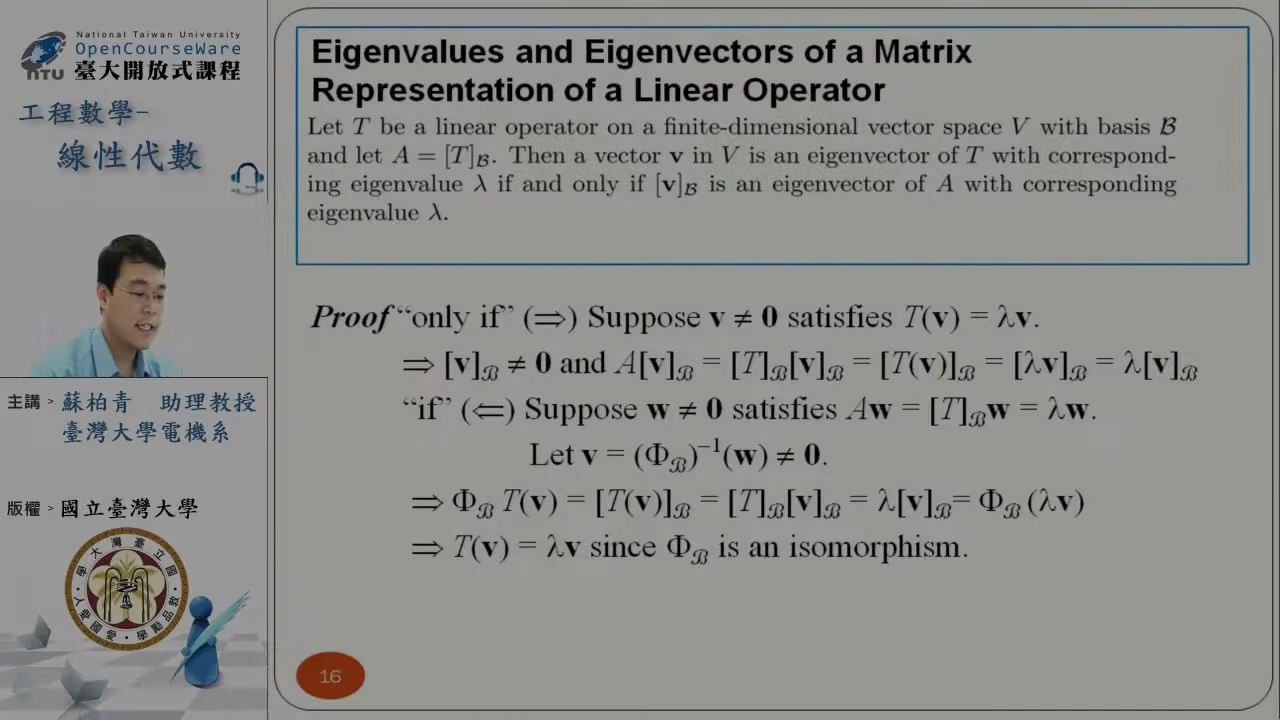 National Taiwan University
OpenCourseWare
NTU 臺大開放式課程
工程數學-
線性代數
主講 > 蘇柏青 助理教授
臺灣大學電機系
版權 > 國立臺灣大學
Eigenvalues and Eigenvectors of a Matrix
Representation of a Linear Operator
Let T be a linear operator on a finite-dimensional vector space V with basis ℬ
and let A = [T]ℬ. Then a vector v in V is an eigenvector of T with correspond-
ing eigenvalue λ if and only if [v]ℬ is an eigenvector of A with corresponding
eigenvalue λ.
Proof “only if” (⇒) Suppose v ≠ 0 satisfies T(v) = λv.
⇒ [v]ℬ ≠ 0 and A[v]ℬ = [T]ℬ[v]ℬ = [T(v)]ℬ = [λv]ℬ = λ[v]ℬ
“if” (⇐) Suppose w ≠ 0 satisfies Aw = [T]ℬw = λw.
Let v = (Φℬ)⁻¹(w) ≠ 0.
⇒ Φℬ T(v) = [T(v)]ℬ = [T]ℬ[v]ℬ = λ[v]ℬ= Φℬ (λv)
⇒ T(v) = λv since Φℬ is an isomorphism.
16